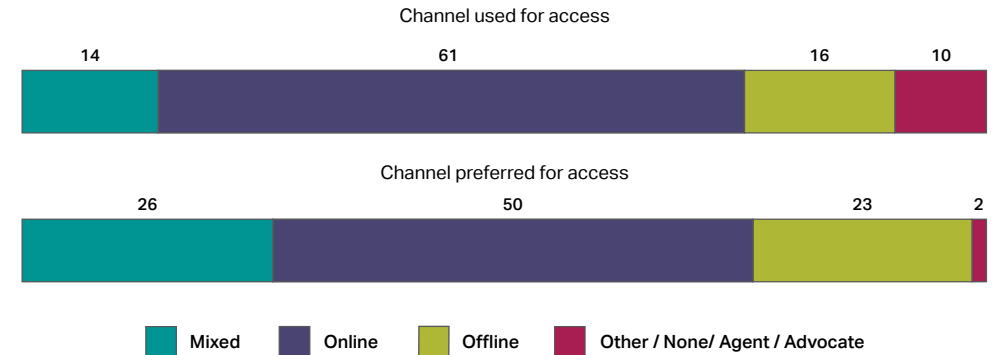 Channel used for access
14 61 16 10
Channel preferred for access
26 50 23 2
Mixed Online Offline Other / None/ Agent / Advocate